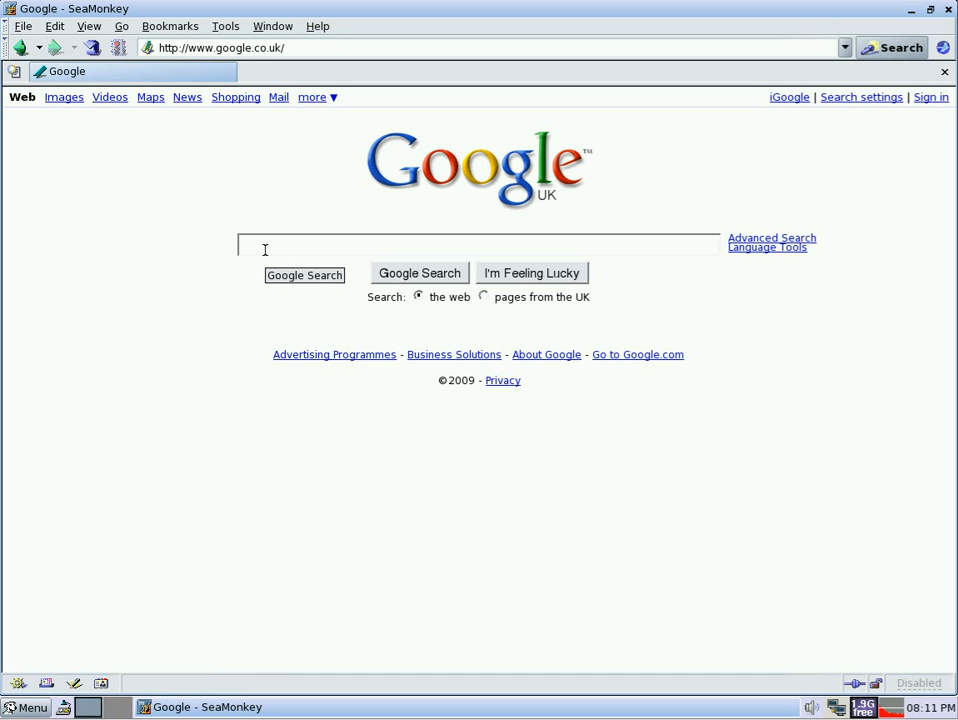 Google - SeaMonkey
File Edit View Go Bookmarks Tools Window Help
http://www.google.co.uk/ Search
Google
Web Images Videos Maps News Shopping Mail more ▼ iGoogle | Search settings | Sign in
Google™
UK
Advanced Search
Language Tools
Google Search Google Search I'm Feeling Lucky
Search: the web pages from the UK
Advertising Programmes - Business Solutions - About Google - Go to Google.com
©2009 - Privacy
Disabled
Menu Google - SeaMonkey 1.9G free 08:11 PM